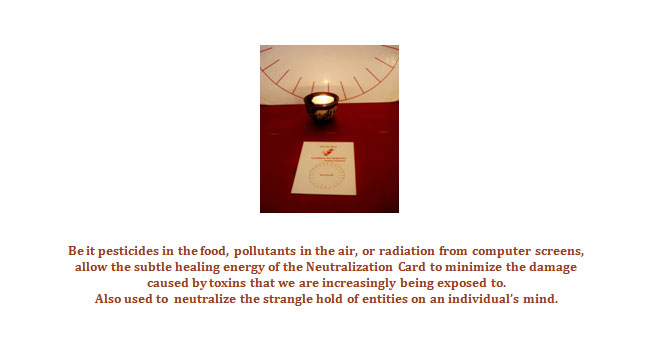 Be it pesticides in the food, pollutants in the air, or radiation from computer screens,
allow the subtle healing energy of the Neutralization Card to minimize the damage
caused by toxins that we are increasingly being exposed to.
Also used to neutralize the strangle hold of entities on an individual's mind.